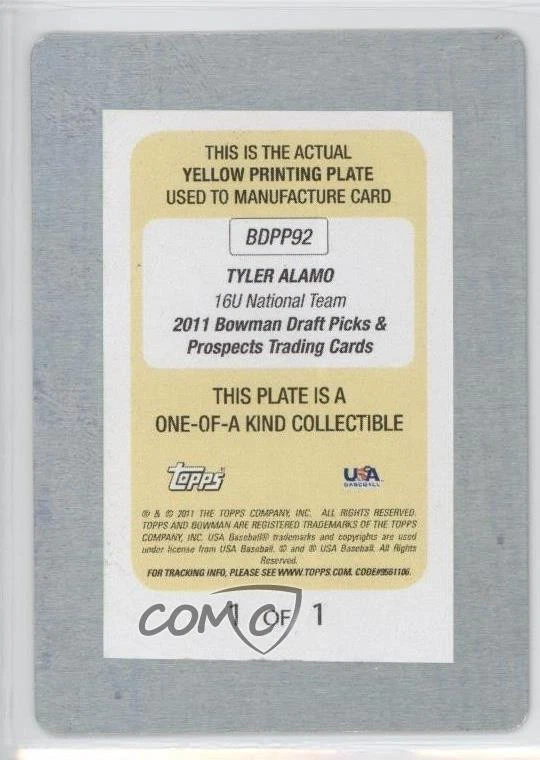 THIS IS THE ACTUAL
YELLOW PRINTING PLATE
USED TO MANUFACTURE CARD
BDPP92
TYLER ALAMO
16U National Team
2011 Bowman Draft Picks &
Prospects Trading Cards
THIS PLATE IS A
ONE-OF-A KIND COLLECTIBLE
Topps
USA
BASEBALL
® & © 2011 THE TOPPS COMPANY, INC. ALL RIGHTS RESERVED.
TOPPS AND BOWMAN ARE REGISTERED TRADEMARKS OF THE TOPPS
COMPANY, INC. USA Baseball® trademarks and copyrights are used
under license from USA Baseball. © and ® USA Baseball. All Rights
Reserved.
FOR TRACKING INFO, PLEASE SEE WWW.TOPPS.COM. CODE#9561106.
1 OF 1
COMC